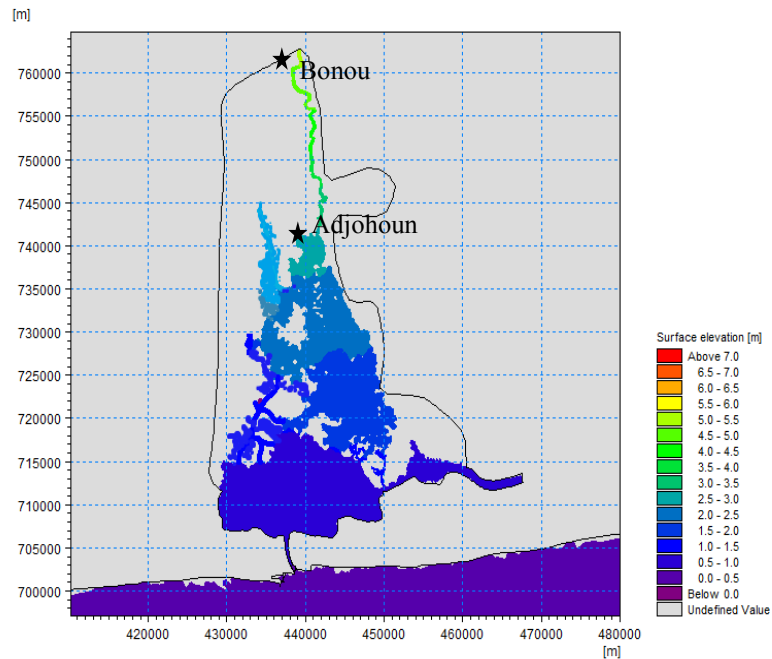 [m]
760000
Bonou
755000
750000
745000
Adjohoun
740000
735000
730000
725000
720000
715000
710000
705000
700000
420000 430000 440000 450000 460000 470000 480000
[m]
Surface elevation [m]
Above 7.0
6.5 - 7.0
6.0 - 6.5
5.5 - 6.0
5.0 - 5.5
4.5 - 5.0
4.0 - 4.5
3.5 - 4.0
3.0 - 3.5
2.5 - 3.0
2.0 - 2.5
1.5 - 2.0
1.0 - 1.5
0.5 - 1.0
0.0 - 0.5
Below 0.0
Undefined Value